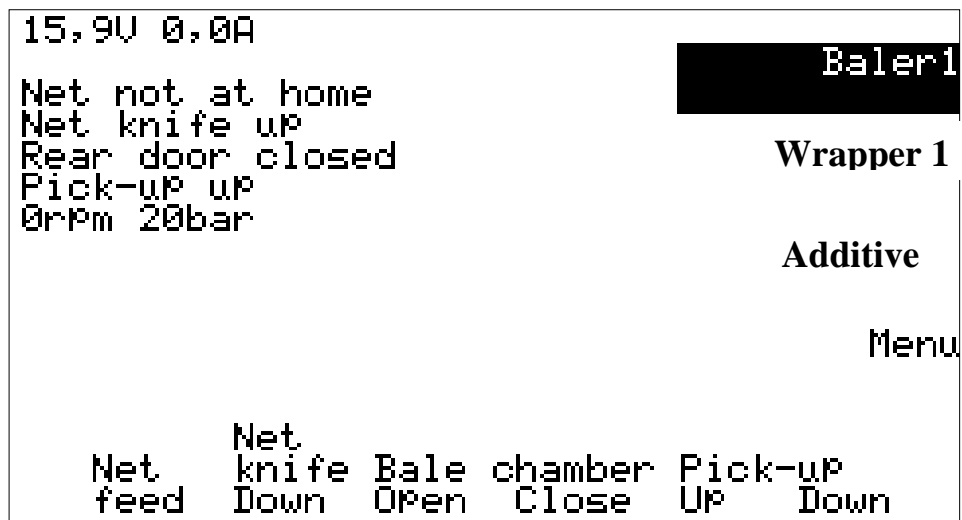 15,9V 0,0A
Baler1
Net not at home
Net knife up
Rear door closed
Wrapper 1
Pick-up up
0rpm 20bar
Additive
Menu
Net
Net knife Bale chamber Pick-up
feed Down Open Close Up Down